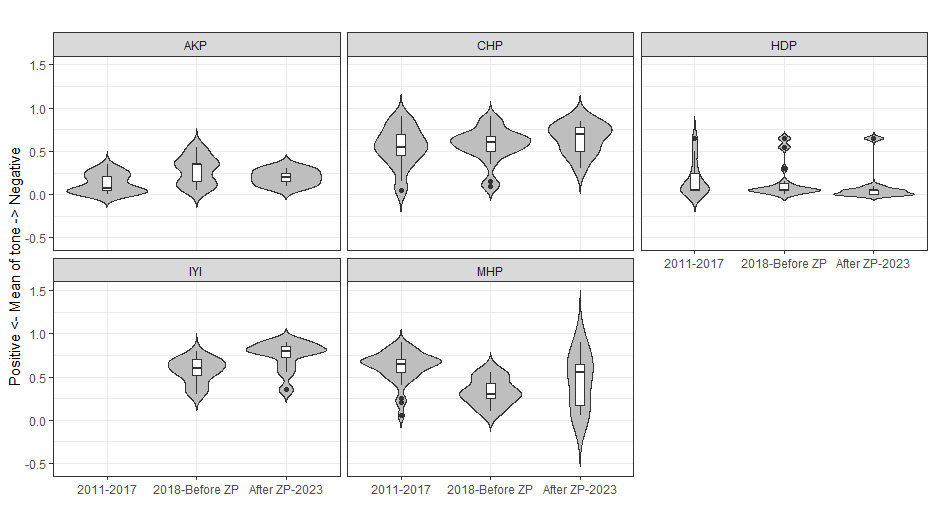 AKP
CHP
HDP
1.5
1.0
0.5
0.0
-0.5
2011-2017
2018-Before ZP
After ZP-2023
IYI
MHP
1.5
1.0
0.5
0.0
-0.5
2011-2017
2018-Before ZP
After ZP-2023
2011-2017
2018-Before ZP
After ZP-2023
Positive <- Mean of tone -> Negative